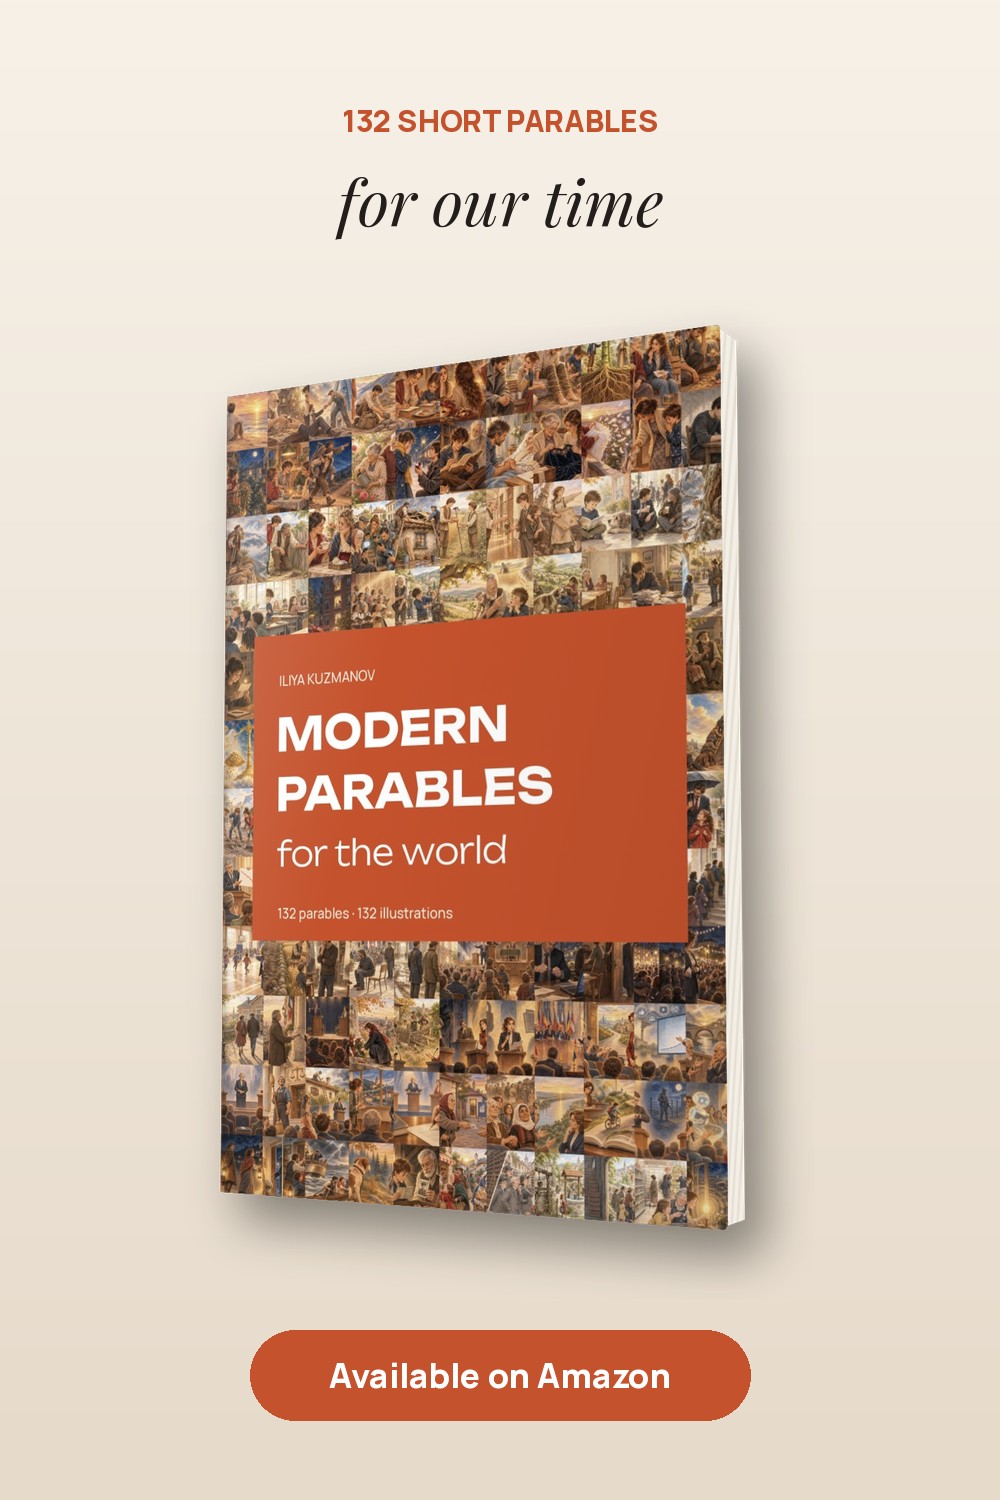 132 SHORT PARABLES
for our time
ILIYA KUZMANOV
MODERN
PARABLES
for the world
132 parables · 132 illustrations
Available on Amazon